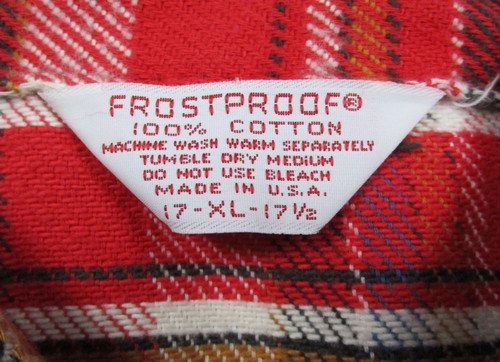 FROSTPROOF®
100% COTTON
MACHINE WASH WARM SEPARATELY
TUMBLE DRY MEDIUM
DO NOT USE BLEACH
MADE IN U.S.A.
17-XL-17½